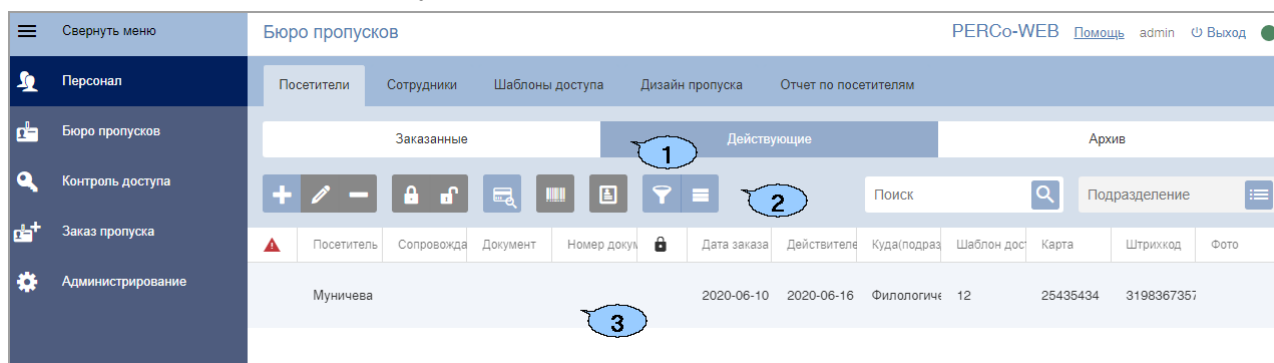 Свернуть меню
Бюро пропусков
PERCo-WEB Помощь admin Выход
Персонал
Посетители Сотрудники Шаблоны доступа Дизайн пропуска Отчет по посетителям
Бюро пропусков
Заказанные Действующие Архив
1
Контроль доступа
2
Поиск Подразделение
Заказ пропуска
Посетитель Сопровожда Документ Номер докум Дата заказа Действителе Куда(подраз Шаблон дос Карта Штрихкод Фото
Администрирование
Муничева 2020-06-10 2020-06-16 Филологиче 12 25435434 3198367357
3